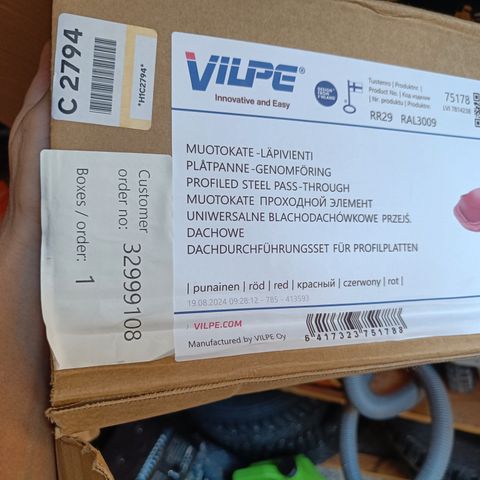 C 2794
*H1C2794*
Customer
order no: 32999108
Boxes / order: 1
VILPE®
Innovative and Easy
DESIGN FROM FINLAND
Tuotenro | Produktnr.
Product No. | Код изделия
| Nr. produktu | Produktnr.
75178
LVI 7814238
RR29 RAL3009
MUOTOKATE-LÄPIVIENTI
PLÅTPANNE-GENOMFÖRING
PROFILED STEEL PASS-THROUGH
MUOTOKATE ПРОХОДНОЙ ЭЛЕМЕНТ
UNIWERSALNE BLACHODACHÓWKOWE PRZEJŚ.
DACHOWE
DACHDURCHFÜHRUNGSSET FÜR PROFILPLATTEN
| punainen | röd | red | красный | czerwony | rot |
19.08.2024 09:28:12 - 785 - 413593
VILPE.COM
Manufactured by VILPE Oy
6 417323 751788